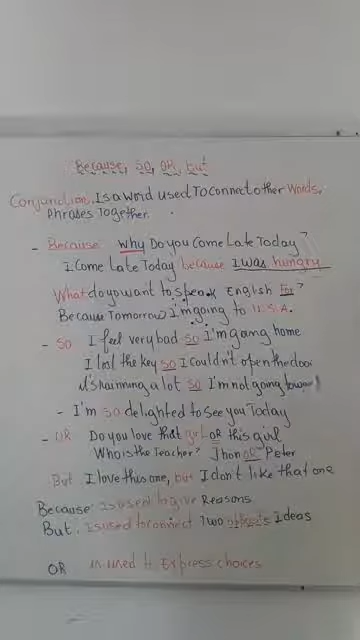 Because, SO, OR, but
Conjunction. Is a word used To connect other Words,
Phrases Together.
- Because why Do you Come Late Today?
I Come Late Today because I was hungry
What do you want to speak English For?
Because Tomorrow I'm going to U.S.A.
- SO I feel very bad so I'm going home
I lost the key so I couldn't open the door
it's rainning a lot so I'm not going
- I'm so delighted to see you Today
- OR Do you love that girl OR this girl
Who is the Teacher? Jhon or Peter
But I love this one, but I don't like that one
Because Is used to give Reasons
But. Is used to connect Two Ideas
OR is used to Express choices